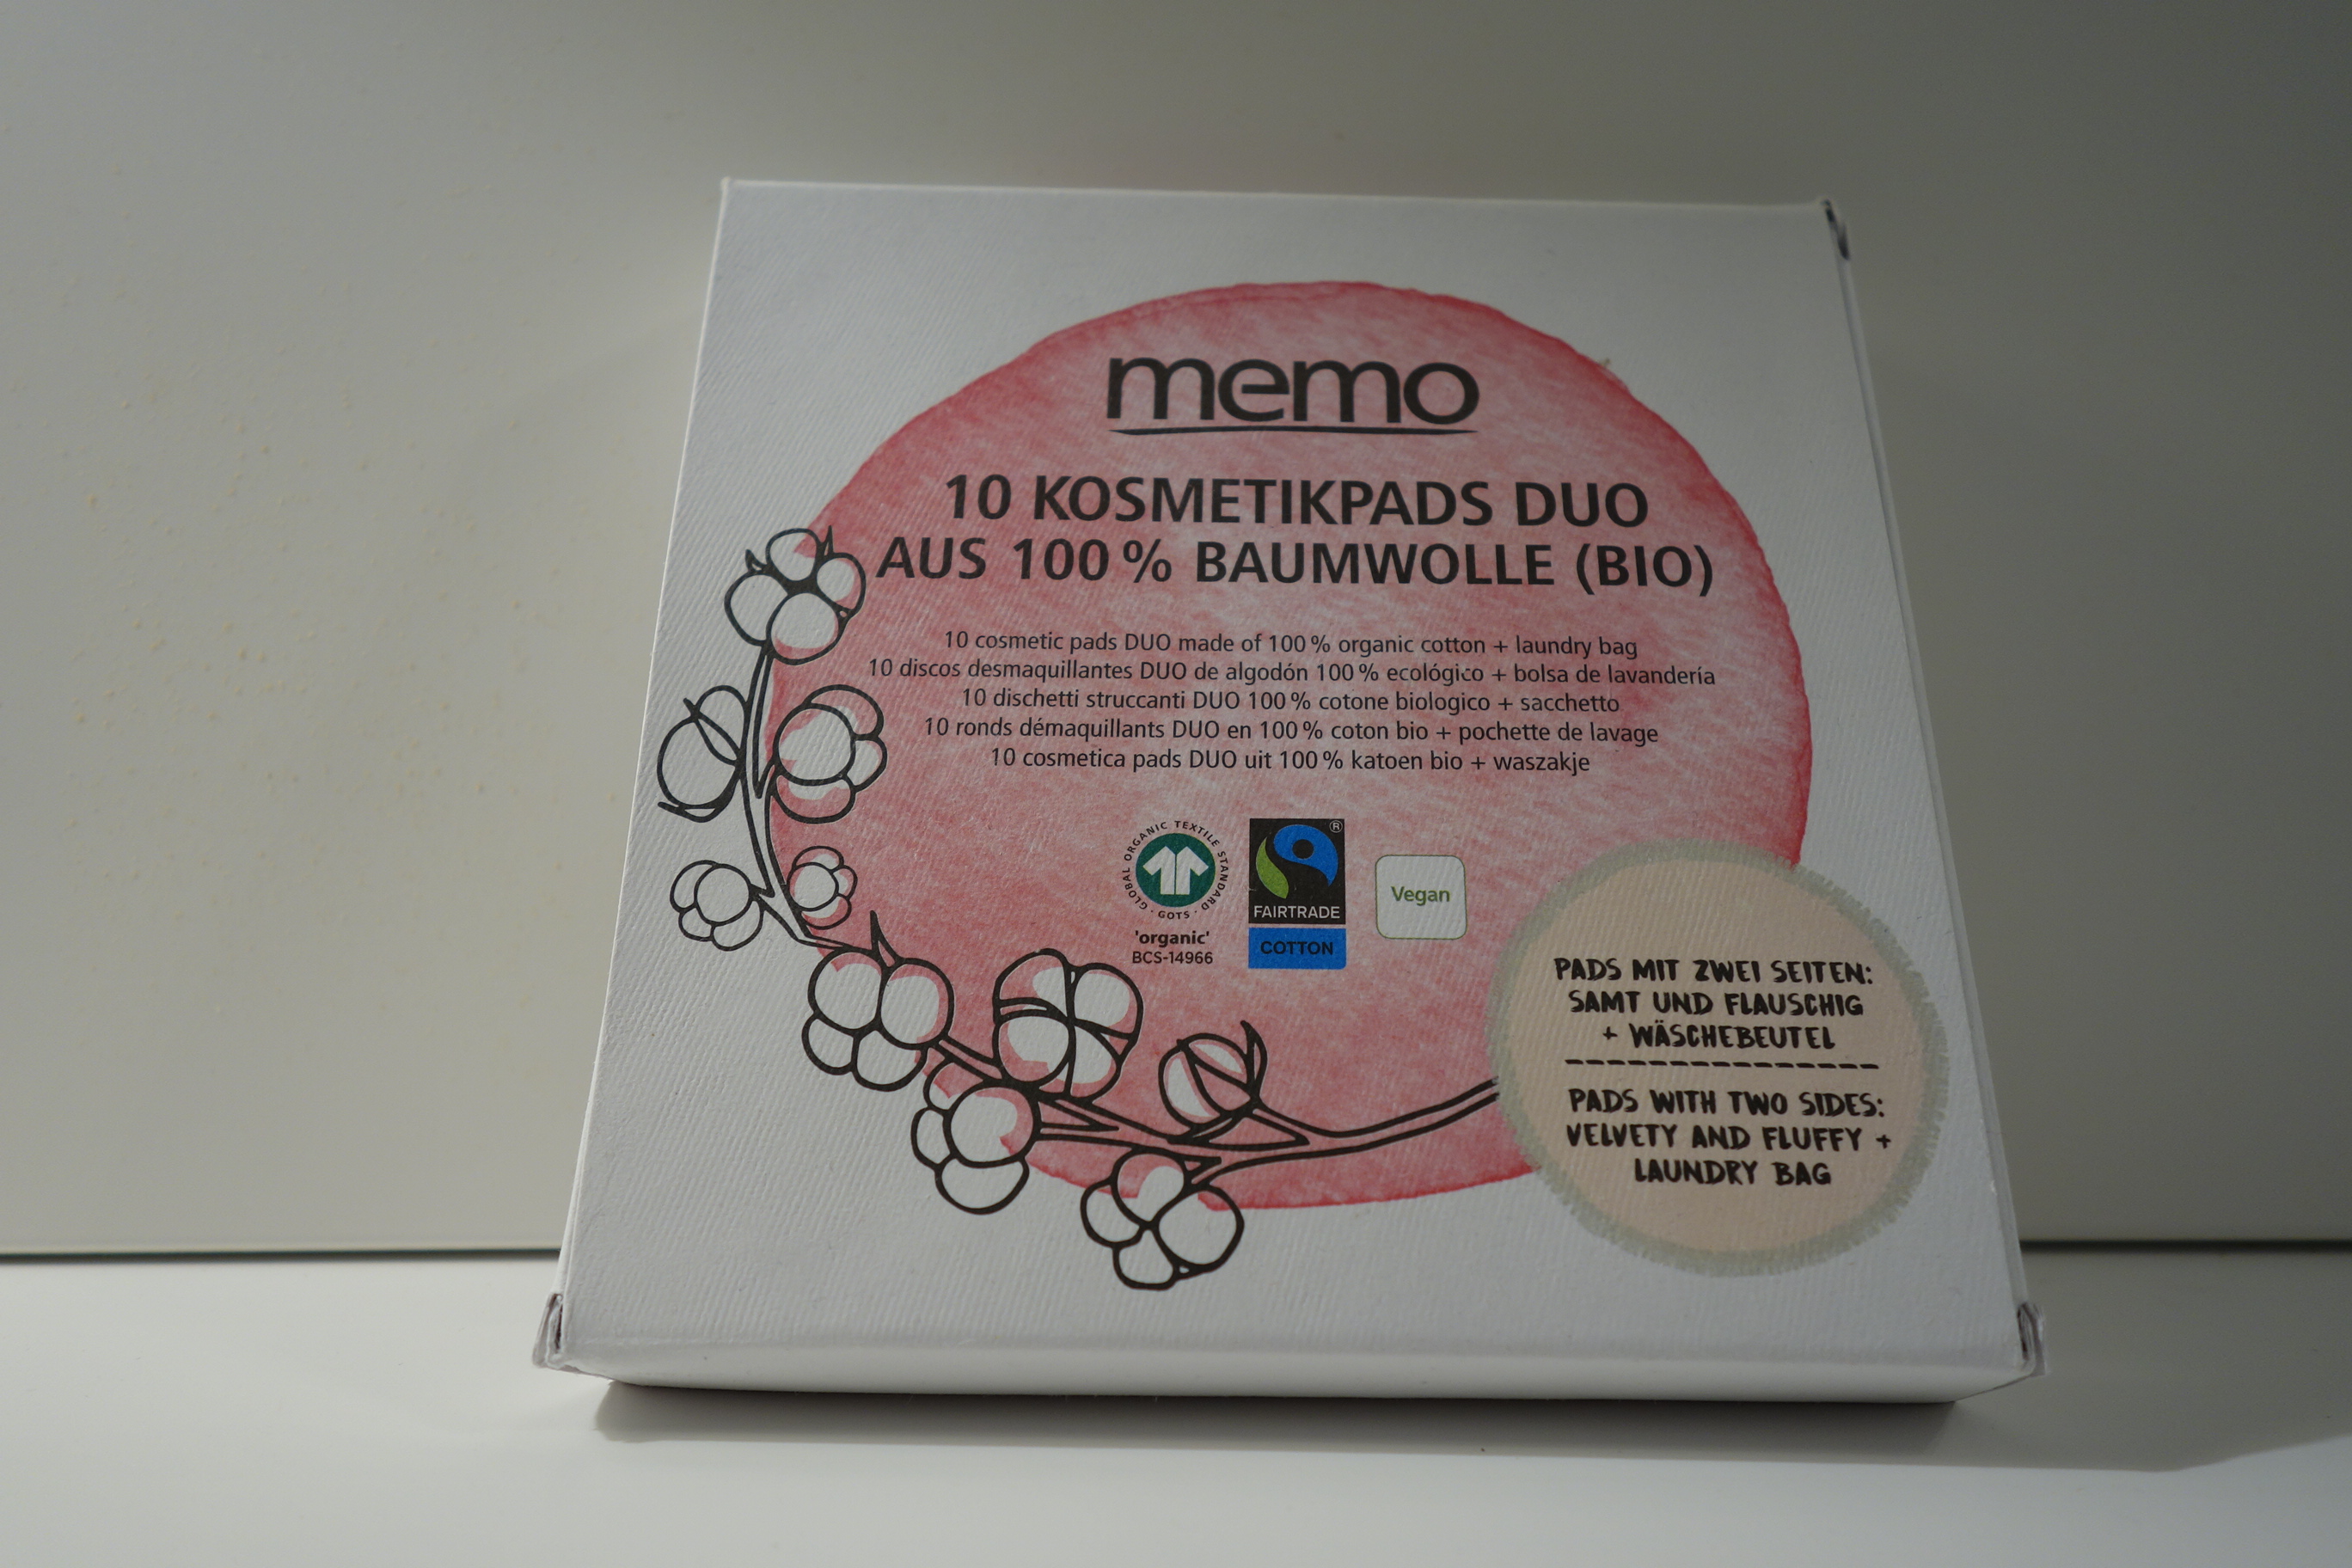 memo
10 KOSMETIKPADS DUO
AUS 100 % BAUMWOLLE (BIO)
10 cosmetic pads DUO made of 100 % organic cotton + laundry bag
10 discos desmaquillantes DUO de algodón 100 % ecológico + bolsa de lavandería
10 dischetti struccanti DUO 100 % cotone biologico + sacchetto
10 ronds démaquillants DUO en 100 % coton bio + pochette de lavage
10 cosmetica pads DUO uit 100 % katoen bio + waszakje
GLOBAL ORGANIC TEXTILE STANDARD · GOTS ·
'organic'
BCS-14966
®
FAIRTRADE
COTTON
Vegan
PADS MIT ZWEI SEITEN:
SAMT UND FLAUSCHIG
+ WÄSCHEBEUTEL
PADS WITH TWO SIDES:
VELVETY AND FLUFFY +
LAUNDRY BAG